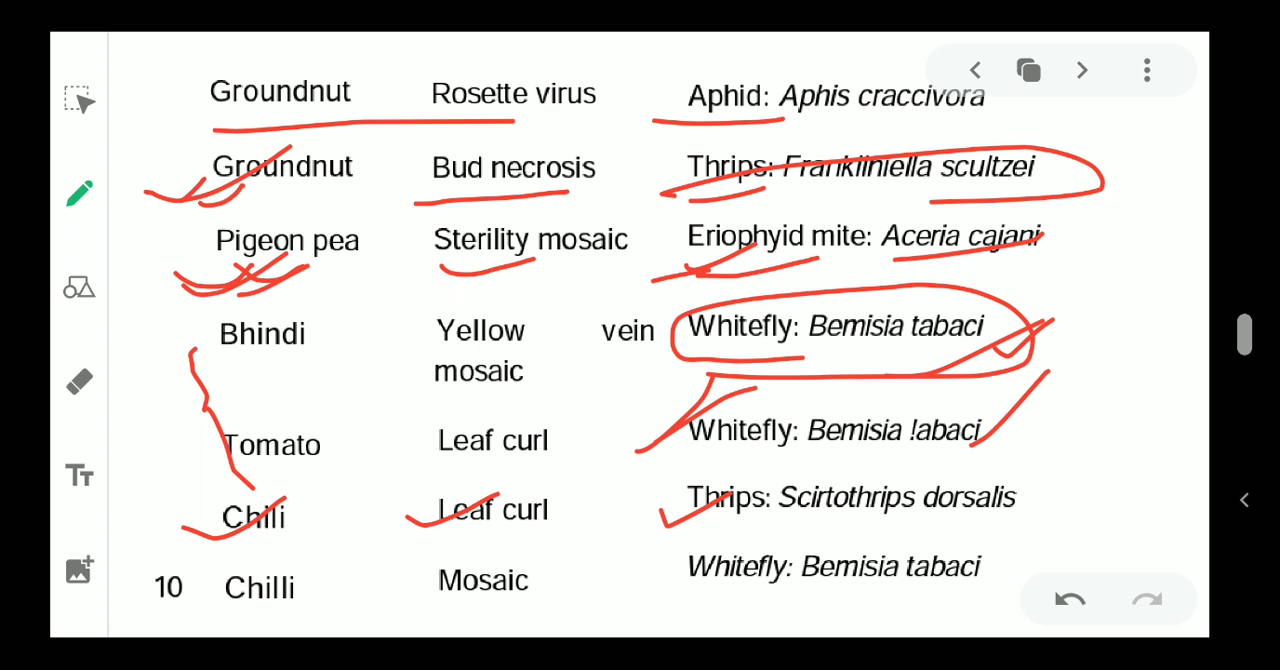 Groundnut Rosette virus Aphid: Aphis craccivora
Groundnut Bud necrosis Thrips: Frankliniella scultzei
Pigeon pea Sterility mosaic Eriophyid mite: Aceria cajani
Bhindi Yellow vein Whitefly: Bemisia tabaci
mosaic
Tomato Leaf curl Whitefly: Bemisia !abaci
Chili Leaf curl Thrips: Scirtothrips dorsalis
10 Chilli Mosaic Whitefly: Bemisia tabaci
Tт